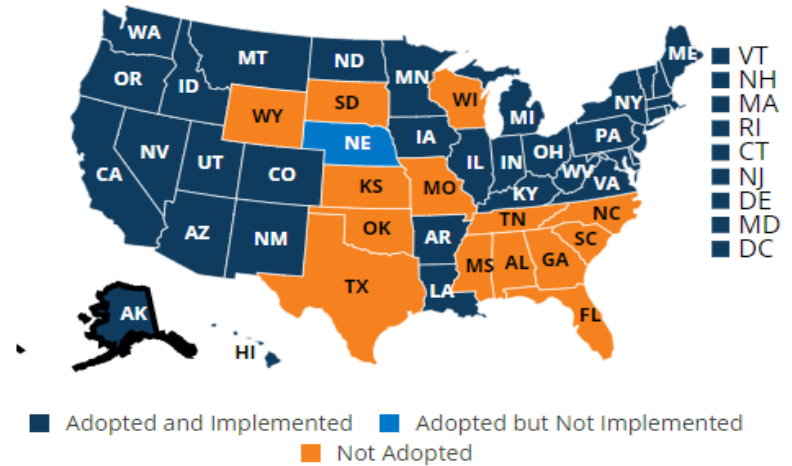 WA
ME
VT
MT
ND
NH
OR
MN
MA
ID
WI
NY
WY
SD
MI
RI
IA
PA
NE
CT
NV
OH
UT
IL
IN
NJ
CO
WV
VA
CA
DE
KS
MO
KY
MD
NC
TN
DC
OK
AZ
NM
AR
SC
MS
AL
GA
TX
LA
AK
FL
HI
Adopted and Implemented
Adopted but Not Implemented
Not Adopted